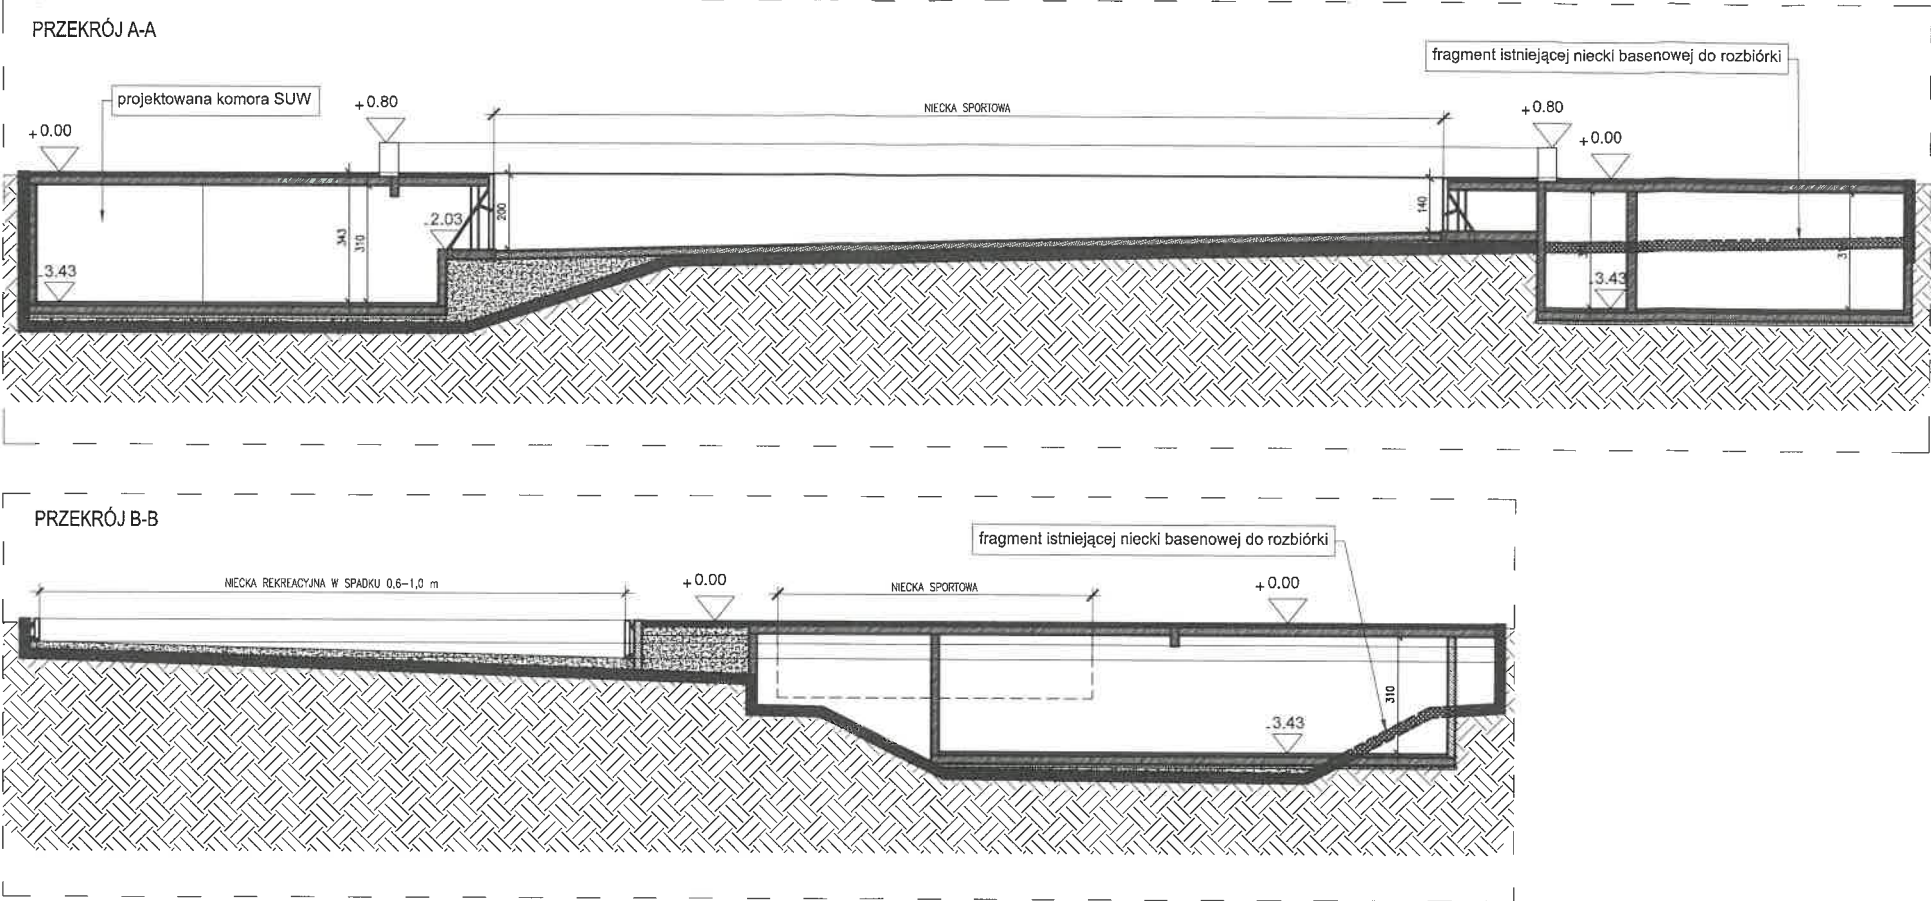 PRZEKRÓJ A-A
fragment istniejącej niecki basenowej do rozbiórki
projektowana komora SUW
+0.80
NIECKA SPORTOWA
+0.80
+0.00
+0.00
200
140
-2.03
343
310
-3.43
-3.43
PRZEKRÓJ B-B
fragment istniejącej niecki basenowej do rozbiórki
NIECKA REKREACYJNA W SPADKU 0,6-1,0 m
+0.00
NIECKA SPORTOWA
+0.00
310
-3.43